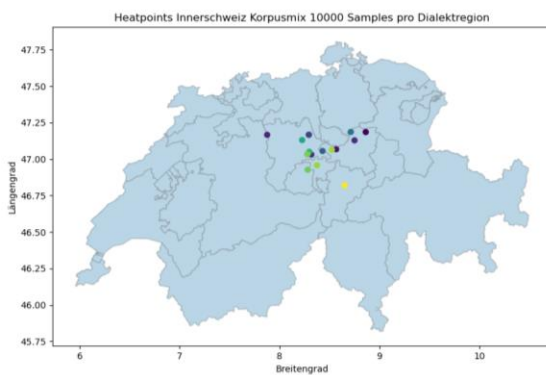 Heatpoints Innerschweiz Korpusmix 10000 Samples pro Dialektregion
47.75
47.50
47.25
47.00
46.75
46.50
46.25
46.00
45.75
Längengrad
6 7 8 9 10
Breitengrad